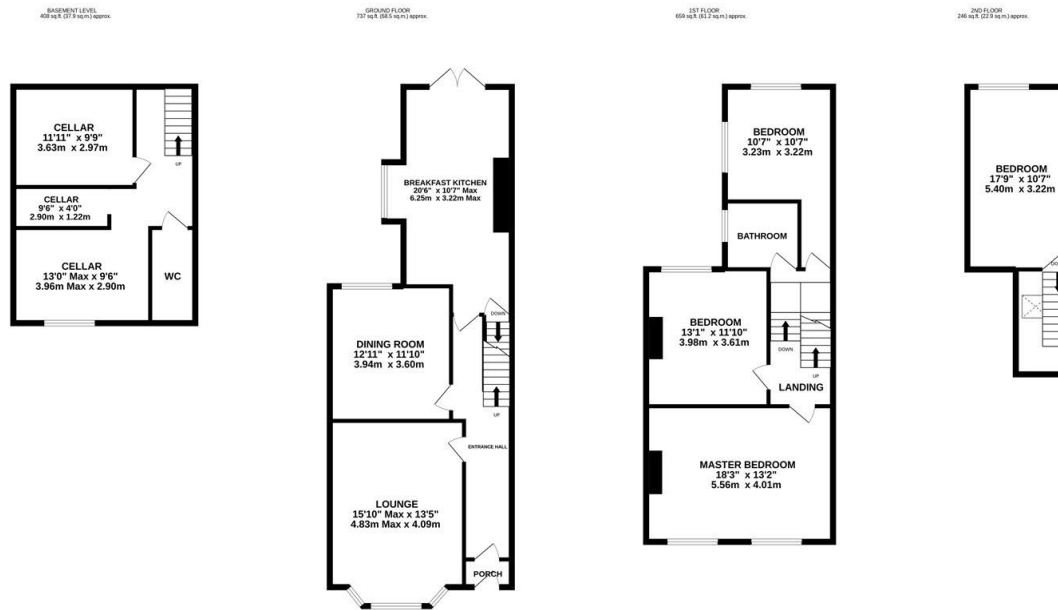 BASEMENT LEVEL
408 sq.ft. (37.9 sq.m.) approx.
CELLAR
11'11" x 9'9"
3.63m x 2.97m
UP
CELLAR
9'6" x 4'0"
2.90m x 1.22m
CELLAR
13'0" Max x 9'6"
3.96m Max x 2.90m
WC
GROUND FLOOR
737 sq.ft. (68.5 sq.m.) approx.
BREAKFAST KITCHEN
20'6" x 10'7" Max
6.25m x 3.22m Max
DOWN
DINING ROOM
12'11" x 11'10"
3.94m x 3.60m
UP
ENTRANCE HALL
LOUNGE
15'10" Max x 13'5"
4.83m Max x 4.09m
PORCH
1ST FLOOR
659 sq.ft. (61.2 sq.m.) approx.
BEDROOM
10'7" x 10'7"
3.23m x 3.22m
BATHROOM
BEDROOM
13'1" x 11'10"
3.98m x 3.61m
DOWN
UP
LANDING
MASTER BEDROOM
18'3" x 13'2"
5.56m x 4.01m
2ND FLOOR
246 sq.ft. (22.9 sq.m.) approx.
BEDROOM
17'9" x 10'7"
5.40m x 3.22m